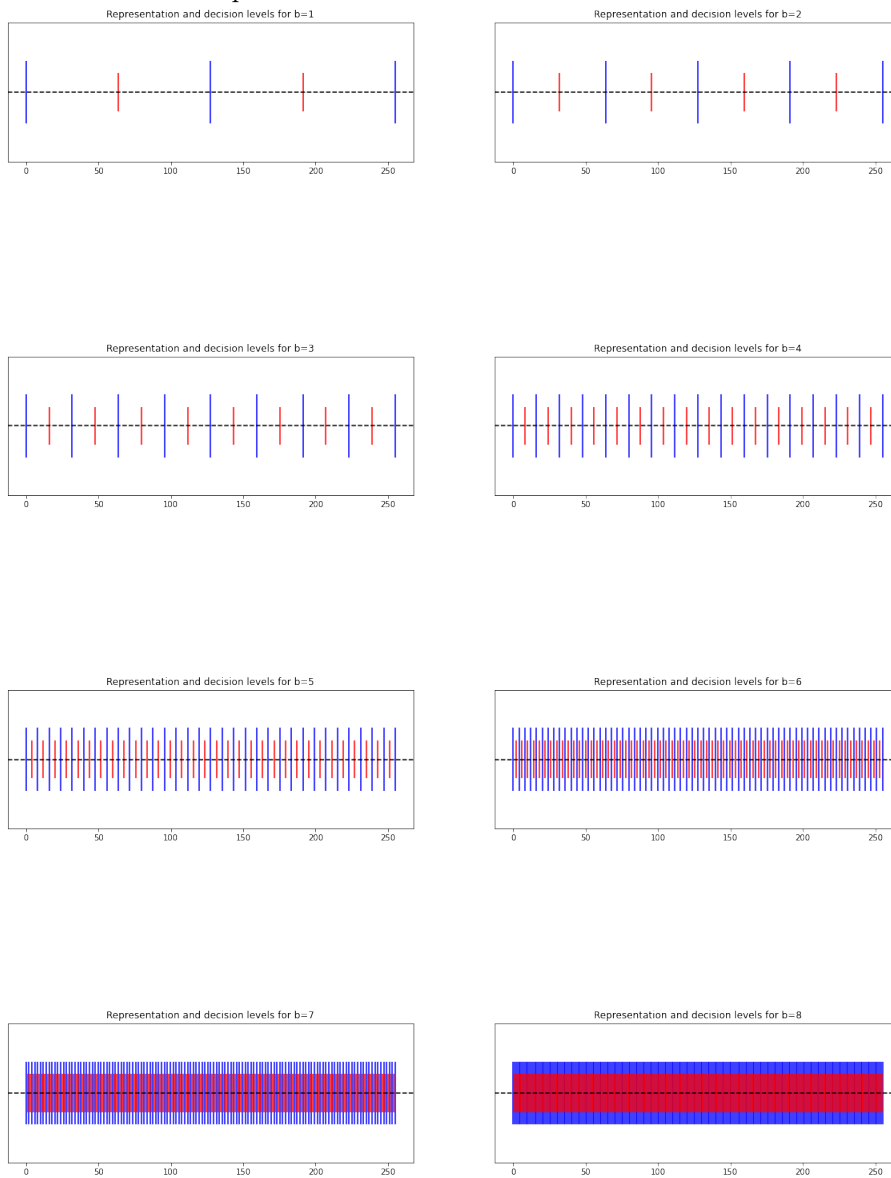 Representation and decision levels for b=1
Representation and decision levels for b=2
0 50 100 150 200 250
0 50 100 150 200 250
Representation and decision levels for b=3
Representation and decision levels for b=4
0 50 100 150 200 250
0 50 100 150 200 250
Representation and decision levels for b=5
Representation and decision levels for b=6
0 50 100 150 200 250
0 50 100 150 200 250
Representation and decision levels for b=7
Representation and decision levels for b=8
0 50 100 150 200 250
0 50 100 150 200 250